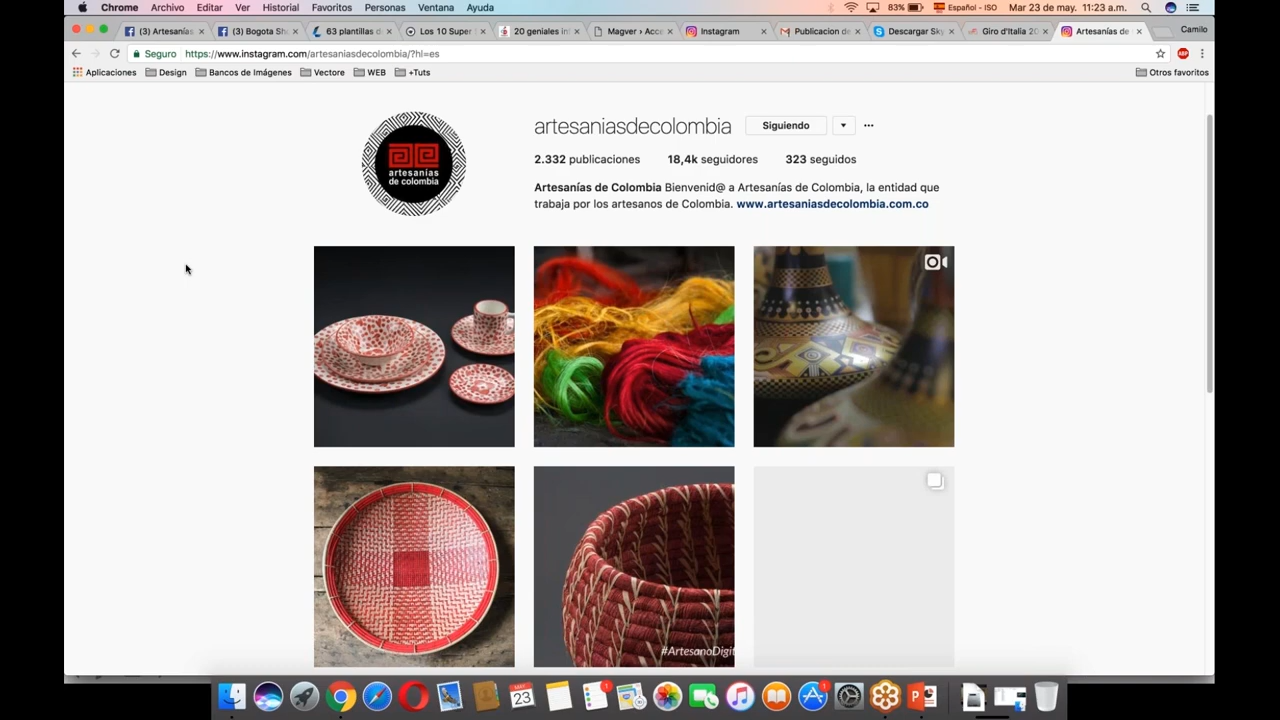 Chrome Archivo Editar Ver Historial Favoritos Personas Ventana Ayuda 83% Español - ISO Mar 23 de may. 11:23 a.m.
(3) Artesanías (3) Bogota Sho 63 plantillas d Los 10 Super 20 geniales in Magver › Acc Instagram Publicacion de Descargar Sky Giro d'Italia 20 Artesanías de Camilo
Seguro https://www.instagram.com/artesaniasdecolombia/?hl=es ABP
Aplicaciones Design Bancos de Imágenes Vectore WEB +Tuts Otros favoritos
artesaniasdecolombia Siguiendo
2.332 publicaciones 18,4k seguidores 323 seguidos
artesanías
de colombia
Artesanías de Colombia Bienvenid@ a Artesanías de Colombia, la entidad que
trabaja por los artesanos de Colombia. www.artesaniasdecolombia.com.co
#ArtesanoDigit
23
1
1